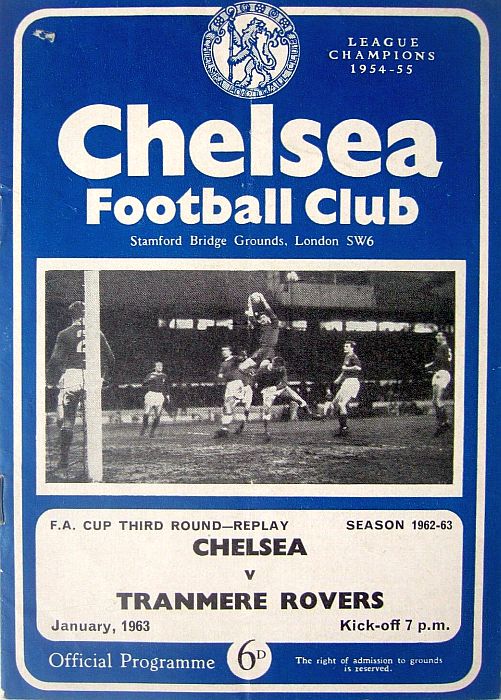 LEAGUE
CHAMPIONS
1954-55
Chelsea
Football Club
Stamford Bridge Grounds, London SW6
2
F.A. CUP THIRD ROUND—REPLAY SEASON 1962-63
CHELSEA
v
TRANMERE ROVERS
January, 1963 Kick-off 7 p.m.
Official Programme 6D The right of admission to grounds
is reserved.